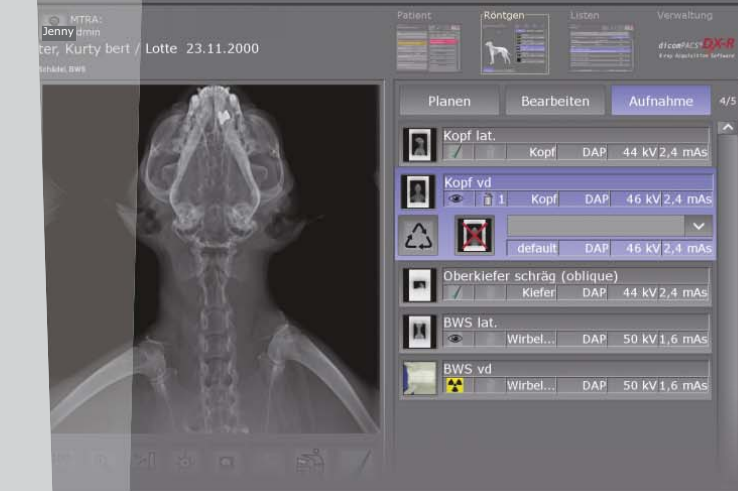 MTRA:
Jenny dmin
ter, Kurty bert / Lotte 23.11.2000
Schädel, BWS
Patient
Röntgen
Listen
Verwaltung
dicomPACS DX-R
X-ray Acquisition Software
Planen
Bearbeiten
Aufnahme
4/5
Kopf lat.
Kopf DAP 44 kV 2,4 mAs
Kopf vd
1 Kopf DAP 46 kV 2,4 mAs
default DAP 46 kV 2,4 mAs
Oberkiefer schräg (oblique)
Kiefer DAP 44 kV 2,4 mAs
BWS lat.
Wirbel... DAP 50 kV 1,6 mAs
BWS vd
Wirbel... DAP 50 kV 1,6 mAs